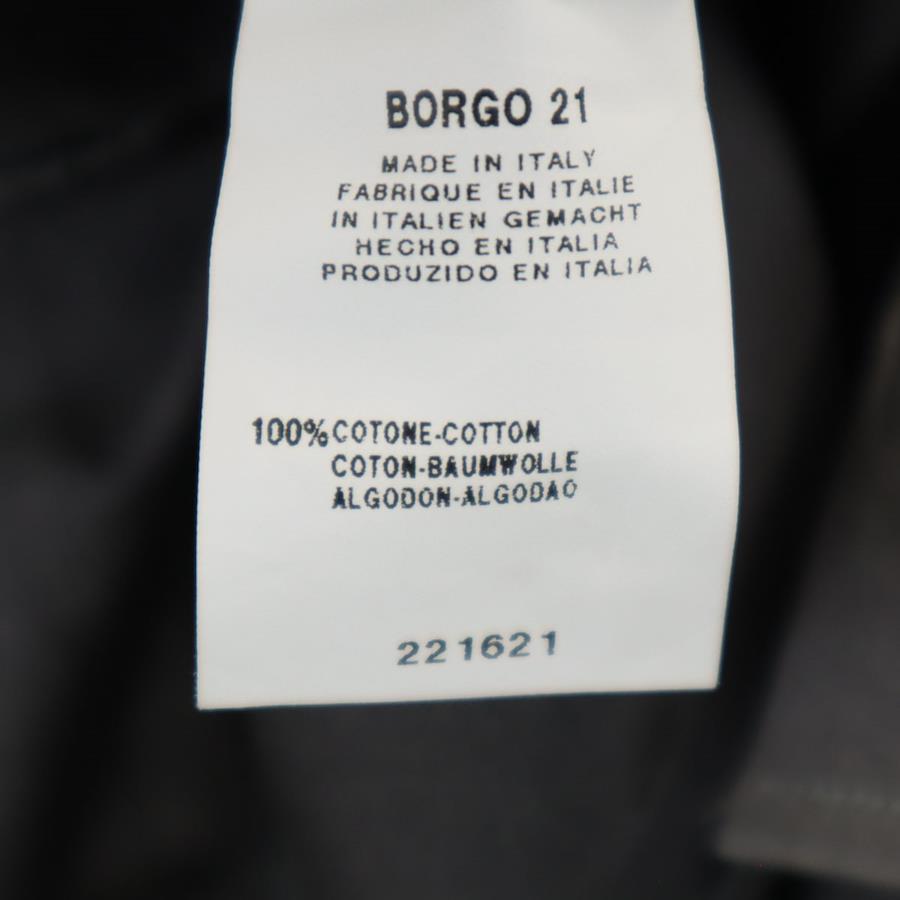 BORGO 21
MADE IN ITALY
FABRIQUE EN ITALIE
IN ITALIEN GEMACHT
HECHO EN ITALIA
PRODUZIDO EN ITALIA
100% COTONE-COTTON
COTON-BAUMWOLLE
ALGODON-ALGODAO
221621